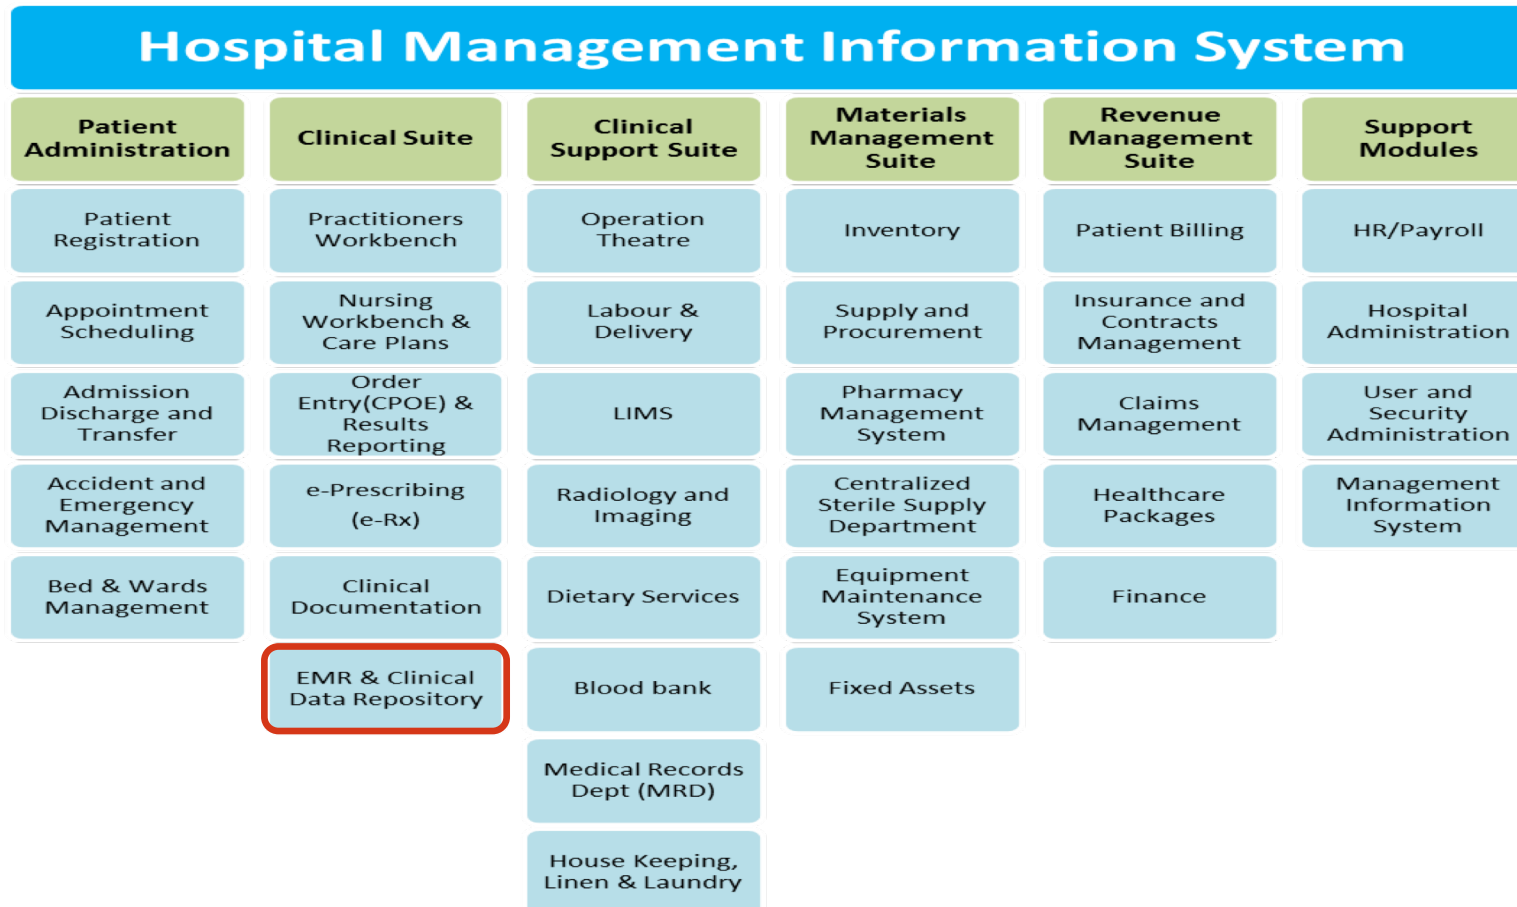 Hospital Management Information System
Patient
Administration
Clinical Suite
Clinical
Support Suite
Materials
Management
Suite
Revenue
Management
Suite
Support
Modules
Patient
Registration
Practitioners
Workbench
Operation
Theatre
Inventory
Patient Billing
HR/Payroll
Appointment
Scheduling
Nursing
Workbench &
Care Plans
Labour &
Delivery
Supply and
Procurement
Insurance and
Contracts
Management
Hospital
Administration
Admission
Discharge and
Transfer
Order
Entry(CPOE) &
Results
Reporting
LIMS
Pharmacy
Management
System
Claims
Management
User and
Security
Administration
Accident and
Emergency
Management
e-Prescribing
(e-Rx)
Radiology and
Imaging
Centralized
Sterile Supply
Department
Healthcare
Packages
Management
Information
System
Bed & Wards
Management
Clinical
Documentation
Dietary Services
Equipment
Maintenance
System
Finance
EMR & Clinical
Data Repository
Blood bank
Fixed Assets
Medical Records
Dept (MRD)
House Keeping,
Linen & Laundry